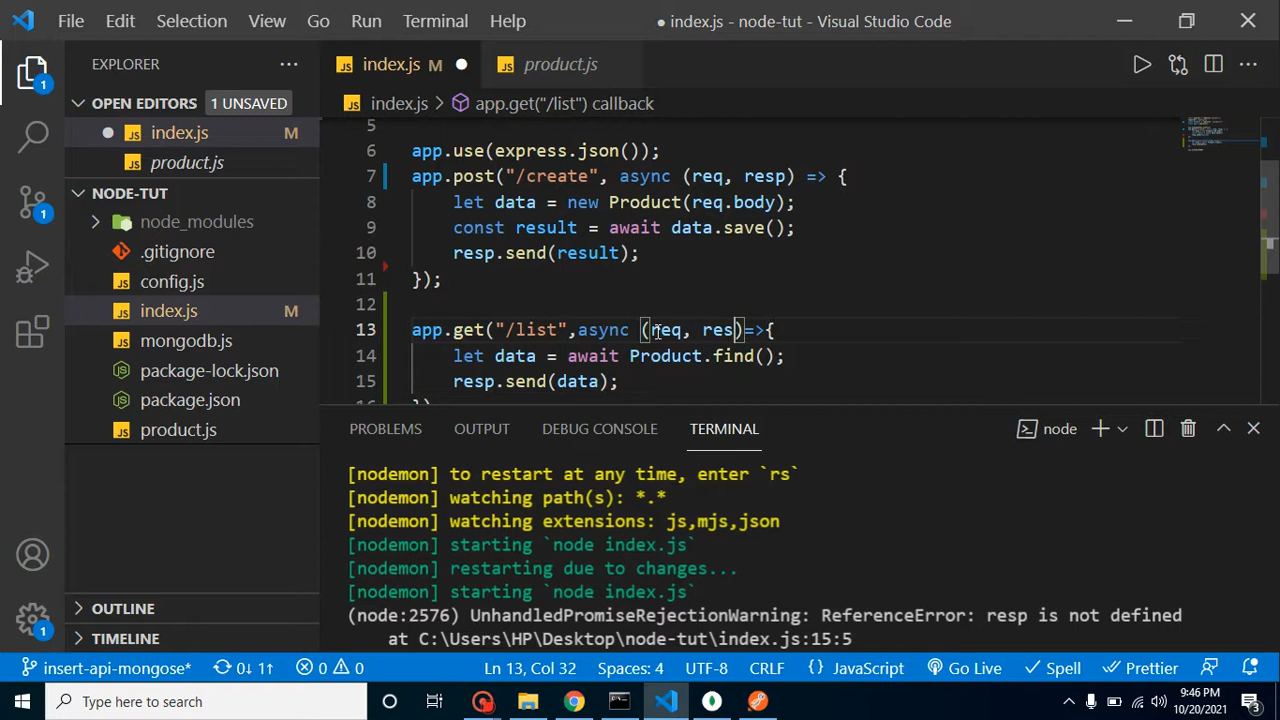 File Edit Selection View Go Run Terminal Help
● index.js - node-tut - Visual Studio Code
EXPLORER
OPEN EDITORS 1 UNSAVED
index.js M
product.js
NODE-TUT
node_modules
.gitignore
config.js
index.js M
mongodb.js
package-lock.json
package.json
product.js
OUTLINE
TIMELINE
1
1
1
index.js M
product.js
index.js > app.get("/list") callback
5
6 app.use(express.json());
7 app.post("/create", async (req, resp) => {
8 let data = new Product(req.body);
9 const result = await data.save();
10 resp.send(result);
11 });
12
13 app.get("/list",async (req, res)=>{
14 let data = await Product.find();
15 resp.send(data);
16 })
PROBLEMS OUTPUT DEBUG CONSOLE TERMINAL node
[nodemon] to restart at any time, enter `rs`
[nodemon] watching path(s): *.*
[nodemon] watching extensions: js,mjs,json
[nodemon] starting `node index.js`
[nodemon] restarting due to changes...
[nodemon] starting `node index.js`
(node:2576) UnhandledPromiseRejectionWarning: ReferenceError: resp is not defined
at C:\Users\HP\Desktop\node-tut\index.js:15:5
insert-api-mongose* 0↓ 1↑ 0 0 Ln 13, Col 32 Spaces: 4 UTF-8 CRLF {} JavaScript Go Live Spell Prettier
Type here to search
9:46 PM
10/20/2021
3